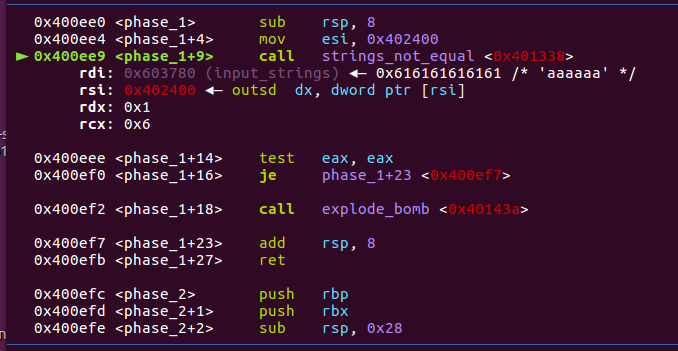 0x400ee0 <phase_1> sub rsp, 8
0x400ee4 <phase_1+4> mov esi, 0x402400
► 0x400ee9 <phase_1+9> call strings_not_equal <0x401338>
rdi: 0x603780 (input_strings) ◄— 0x616161616161 /* 'aaaaaa' */
rsi: 0x402400 ◄— outsd dx, dword ptr [rsi]
rdx: 0x1
rcx: 0x6
0x400eee <phase_1+14> test eax, eax
0x400ef0 <phase_1+16> je phase_1+23 <0x400ef7>
0x400ef2 <phase_1+18> call explode_bomb <0x40143a>
0x400ef7 <phase_1+23> add rsp, 8
0x400efb <phase_1+27> ret
0x400efc <phase_2> push rbp
0x400efd <phase_2+1> push rbx
0x400efe <phase_2+2> sub rsp, 0x28